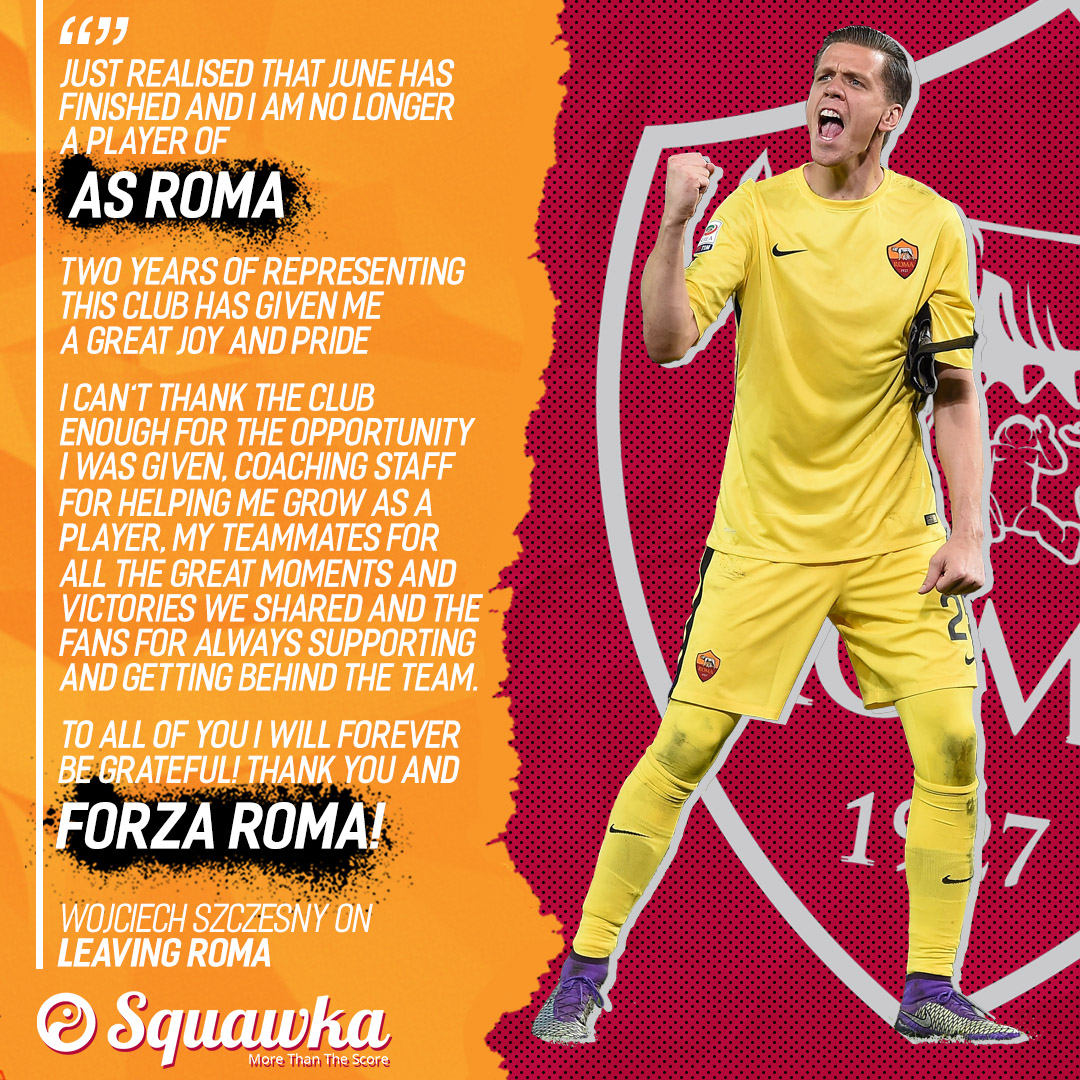 “”
JUST REALISED THAT JUNE HAS
FINISHED AND I AM NO LONGER
A PLAYER OF
AS ROMA
TWO YEARS OF REPRESENTING
THIS CLUB HAS GIVEN ME
A GREAT JOY AND PRIDE
I CAN'T THANK THE CLUB
ENOUGH FOR THE OPPORTUNITY
I WAS GIVEN, COACHING STAFF
FOR HELPING ME GROW AS A
PLAYER, MY TEAMMATES FOR
ALL THE GREAT MOMENTS AND
VICTORIES WE SHARED AND THE
FANS FOR ALWAYS SUPPORTING
AND GETTING BEHIND THE TEAM.
TO ALL OF YOU I WILL FOREVER
BE GRATEFUL! THANK YOU AND
FORZA ROMA!
WOJCIECH SZCZESNY ON
LEAVING ROMA
Squawka
More Than The Score
TIM
ROMA
1927
2
ROMA